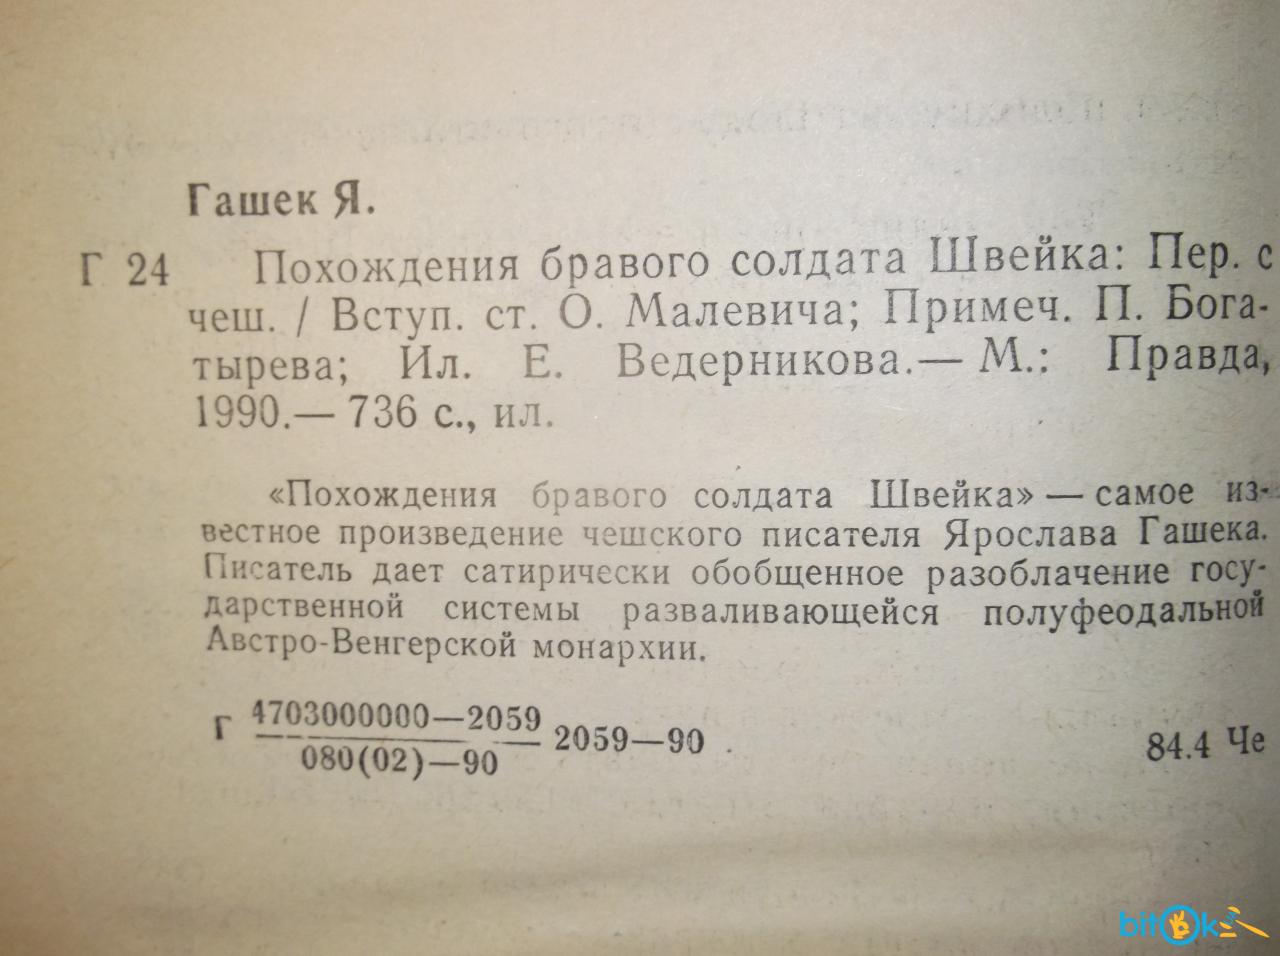 Гашек Я.
Г 24 Похождения бравого солдата Швейка: Пер. с
чеш. / Вступ. ст. О. Малевича; Примеч. П. Бога-
тырева; Ил. Е. Ведерникова.— М.: Правда,
1990.— 736 с., ил.
«Похождения бравого солдата Швейка» — самое из-
вестное произведение чешского писателя Ярослава Гашека.
Писатель дает сатирически обобщенное разоблачение госу-
дарственной системы разваливающейся полуфеодальной
Австро-Венгерской монархии.
Г 4703000000—2059
080(02)—90
2059—90
84.4 Че
bitok